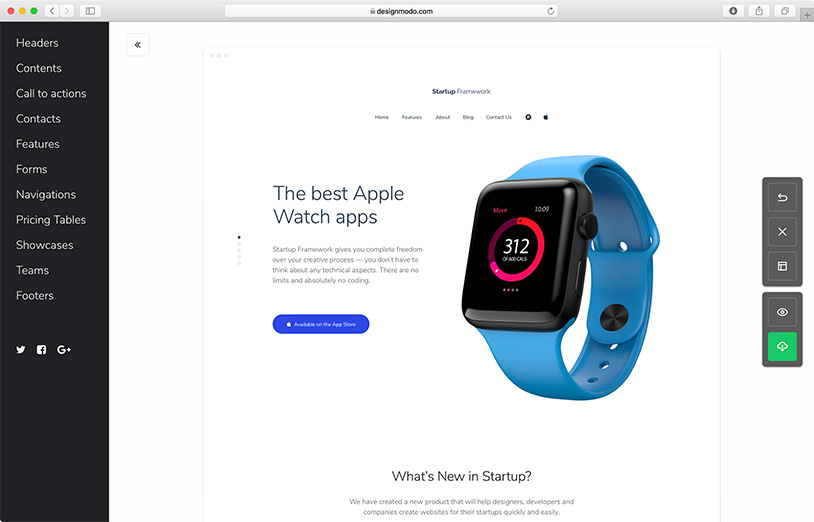 designmodo.com
Headers
Contents
Call to actions
Contacts
Features
Forms
Navigations
Pricing Tables
Showcases
Teams
Footers
Startup Framework
Home Features About Blog Contact Us
The best Apple
Watch apps
Startup Framework gives you complete freedom
over your creative process — you don't have to
think about any technical aspects. There are no
limits and absolutely no coding.
Available on the App Store
Move 10:09
312
OF 600 CALS
What's New in Startup?
We have created a new product that will help designers, developers and
companies create websites for their startups quickly and easily.